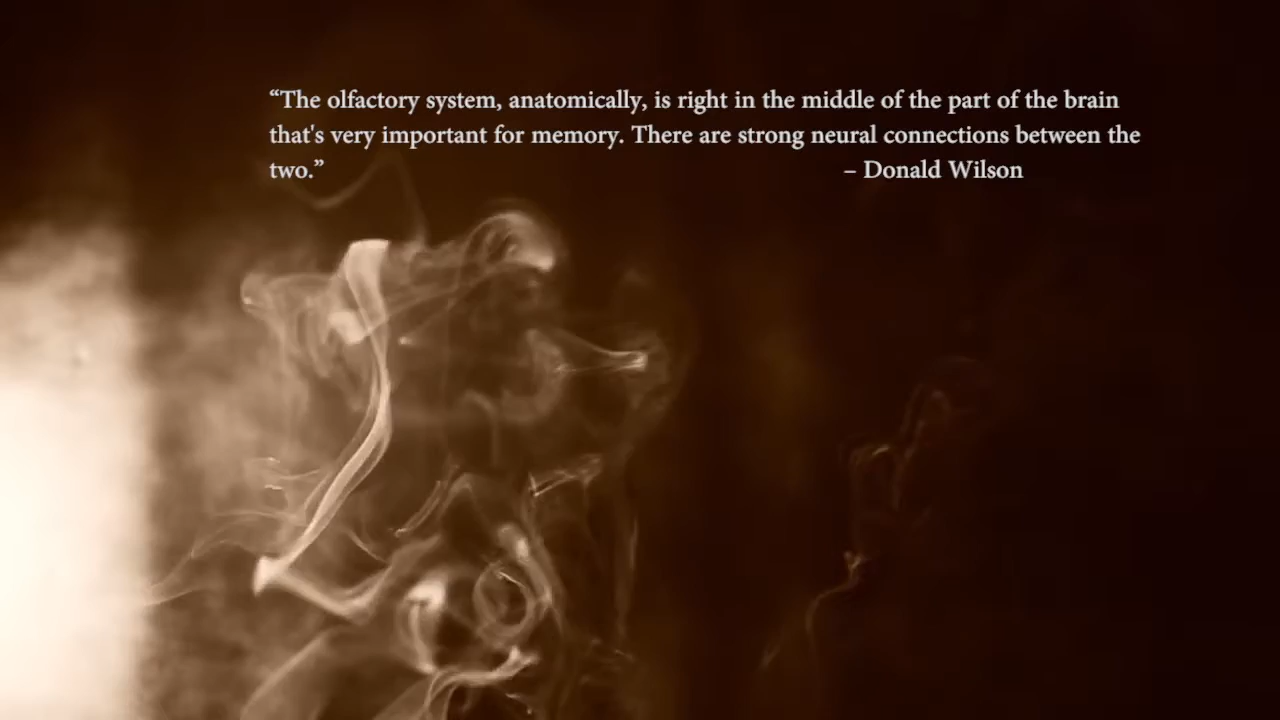 “The olfactory system, anatomically, is right in the middle of the part of the brain
that's very important for memory. There are strong neural connections between the
two.” – Donald Wilson